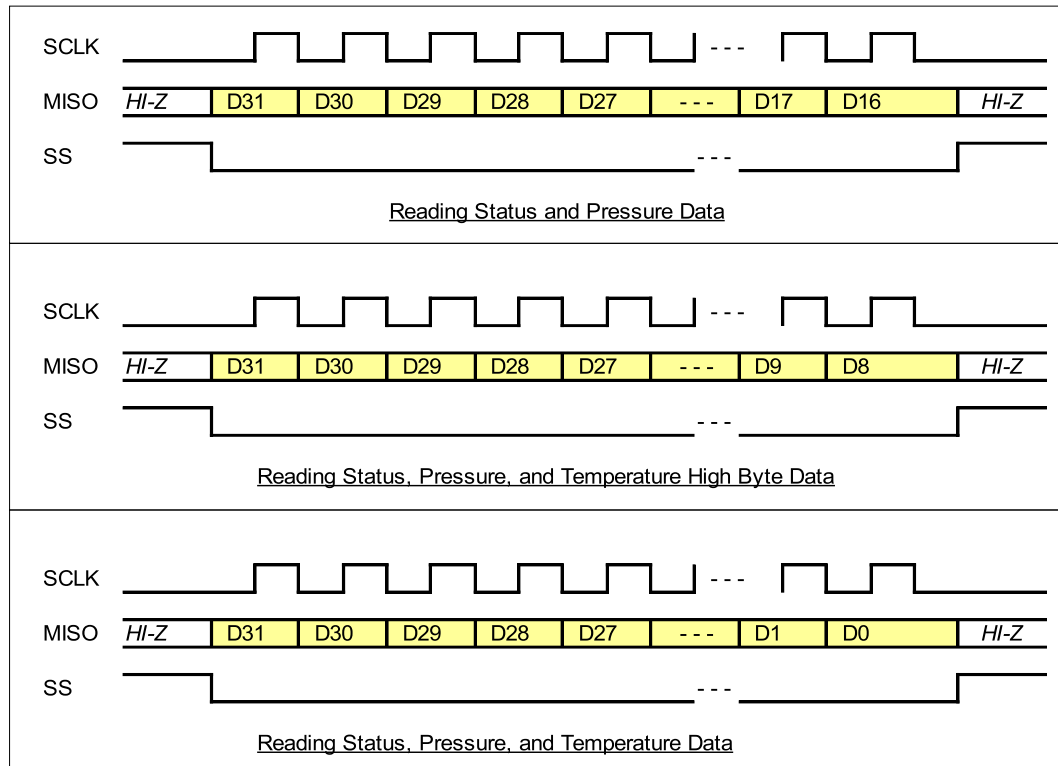 SCLK - - -
MISO HI-Z D31 D30 D29 D28 D27 - - - D17 D16 HI-Z
SS - - -
Reading Status and Pressure Data
SCLK - - -
MISO HI-Z D31 D30 D29 D28 D27 - - - D9 D8 HI-Z
SS - - -
Reading Status, Pressure, and Temperature High Byte Data
SCLK - - -
MISO HI-Z D31 D30 D29 D28 D27 - - - D1 D0 HI-Z
SS - - -
Reading Status, Pressure, and Temperature Data